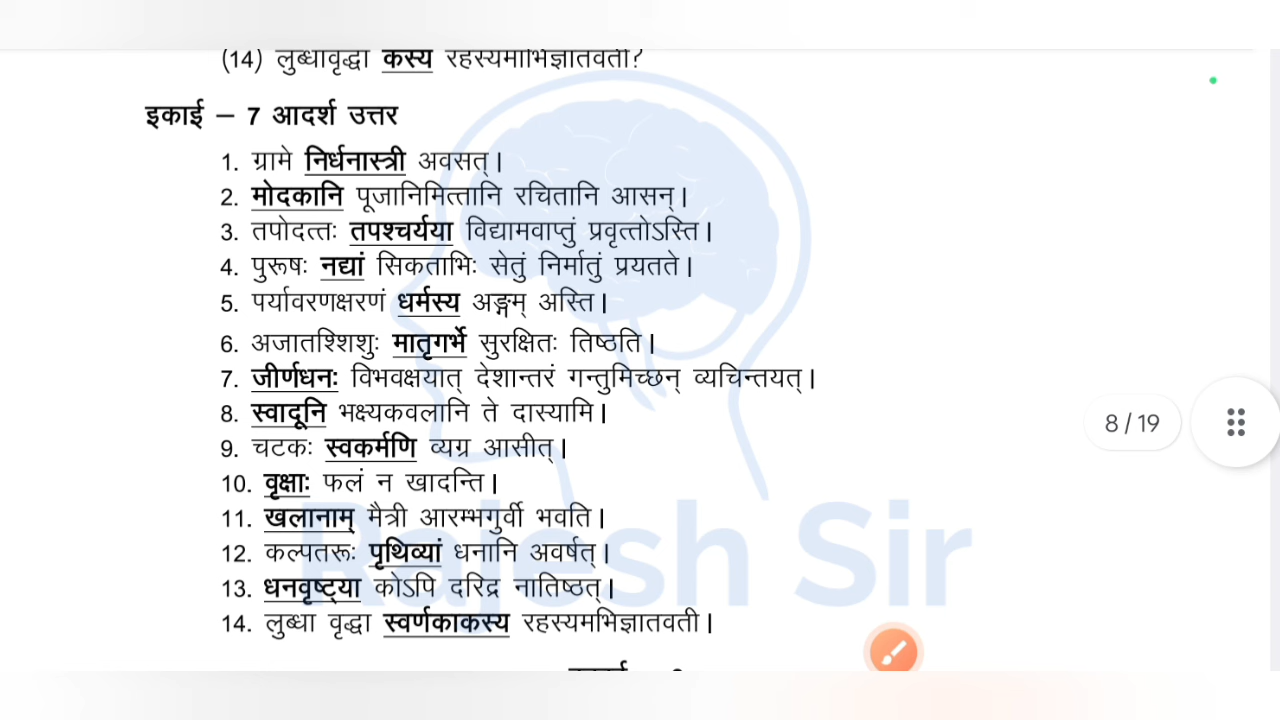 (14) लुब्धावृद्धा कस्य रहस्यमाभिज्ञातवती?
इकाई – 7 आदर्श उत्तर
1. ग्रामे निर्धनास्त्री अवसत्।
2. मोदकानि पूजानिमित्तानि रचितानि आसन्।
3. तपोदत्तः तपश्चर्यया विद्यामवाप्तुं प्रवृत्तोऽस्ति।
4. पुरूषः नद्यां सिकताभिः सेतुं निर्मातुं प्रयतते।
5. पर्यावरणक्षरणं धर्मस्य अङ्गम् अस्ति।
6. अजातश्शिशुः मातृगर्भे सुरक्षितः तिष्ठति।
7. जीर्णधनः विभवक्षयात् देशान्तरं गन्तुमिच्छन् व्यचिन्तयत्।
8. स्वादूनि भक्ष्यकवलानि ते दास्यामि।
9. चटकः स्वकर्मणि व्यग्र आसीत्।
10. वृक्षाः फलं न खादन्ति।
11. खलानाम् मैत्री आरम्भगुर्वी भवति।
12. कल्पतरूः पृथिव्यां धनानि अवर्षत्।
13. धनवृष्ट्या कोऽपि दरिद्र नातिष्ठत्।
14. लुब्धा वृद्धा स्वर्णकाकस्य रहस्यमभिज्ञातवती।
8 / 19
Rajesh Sir